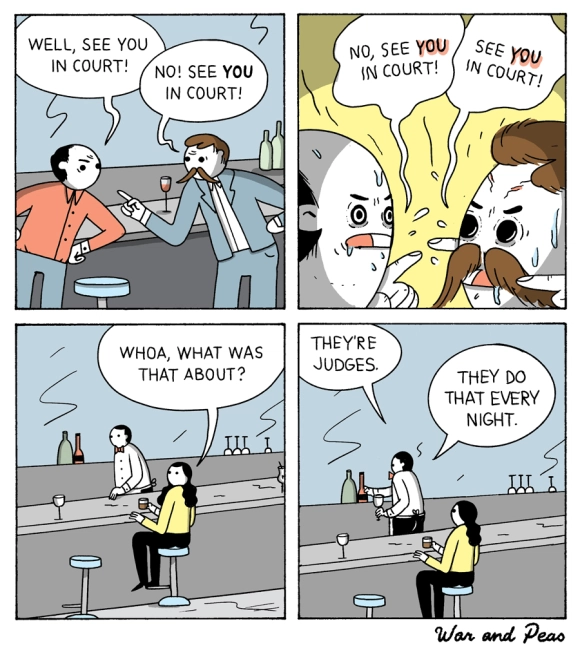 WELL, SEE YOU
IN COURT!
NO! SEE YOU
IN COURT!
NO, SEE YOU
IN COURT!
SEE YOU
IN COURT!
WHOA, WHAT WAS
THAT ABOUT?
THEY'RE
JUDGES.
THEY DO
THAT EVERY
NIGHT.
War and Peas